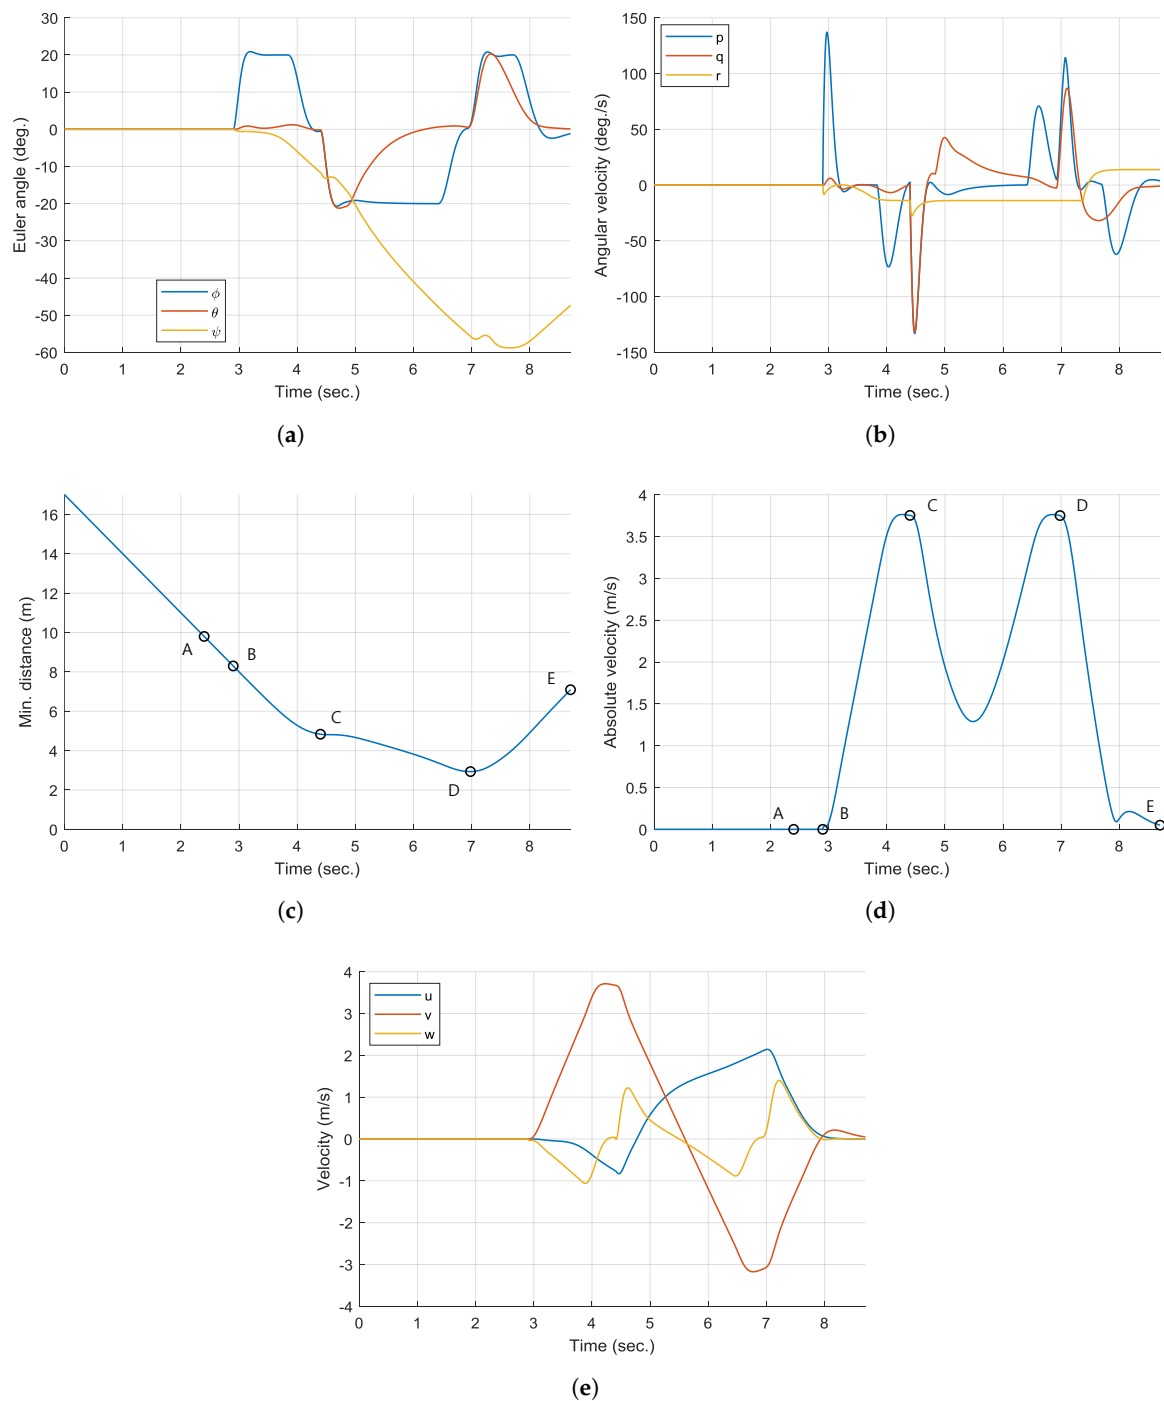 30
20
10
0
-10
-20
-30
-40
-50
-60
Euler angle (deg.)
ϕ
θ
ψ
0 1 2 3 4 5 6 7 8
Time (sec.)
(a)
150
100
50
0
-50
-100
-150
Angular velocity (deg./s)
p
q
r
0 1 2 3 4 5 6 7 8
Time (sec.)
(b)
16
14
12
10
8
6
4
2
0
Min. distance (m)
A
B
C
D
E
0 1 2 3 4 5 6 7 8
Time (sec.)
(c)
4
3.5
3
2.5
2
1.5
1
0.5
0
Absolute velocity (m/s)
A
B
C
D
E
0 1 2 3 4 5 6 7 8
Time (sec.)
(d)
4
3
2
1
0
-1
-2
-3
-4
Velocity (m/s)
u
v
w
0 1 2 3 4 5 6 7 8
Time (sec.)
(e)